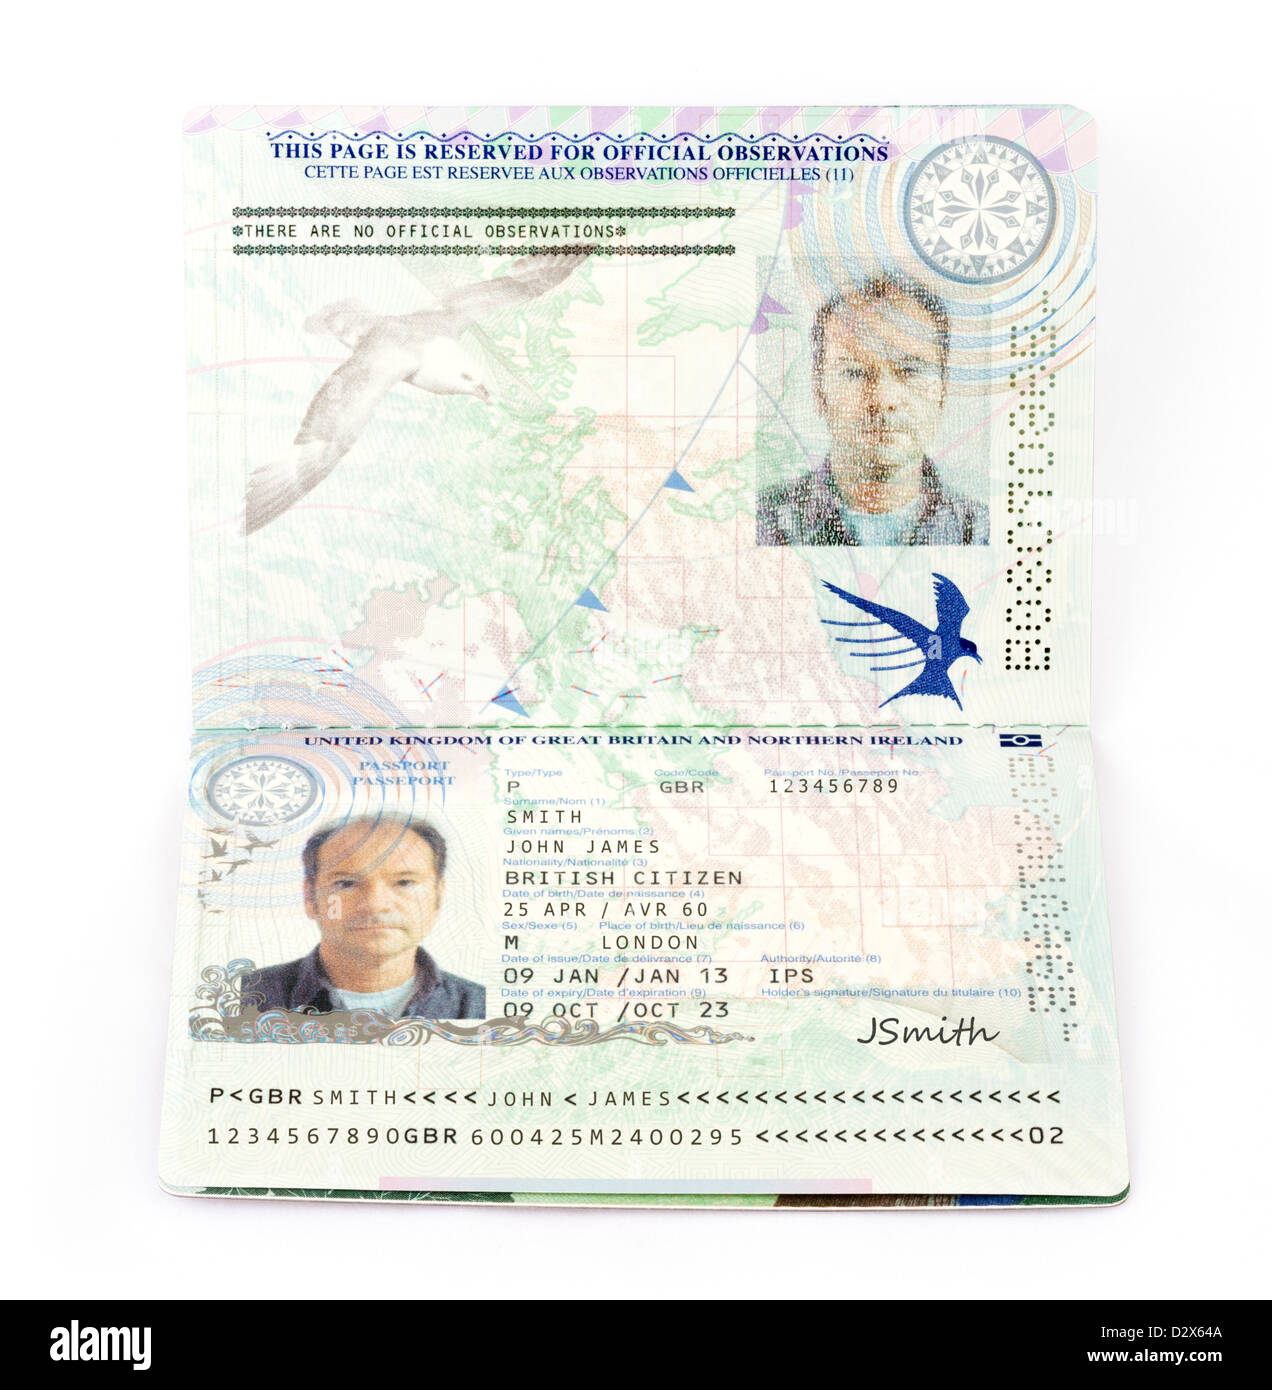 THIS PAGE IS RESERVED FOR OFFICIAL OBSERVATIONS
CETTE PAGE EST RESERVEE AUX OBSERVATIONS OFFICIELLES (11)
*THERE ARE NO OFFICIAL OBSERVATIONS*
UNITED KINGDOM OF GREAT BRITAIN AND NORTHERN IRELAND
PASSPORT
PASSEPORT
Type/Type Code/Code Passport No./Passeport No.
P GBR 123456789
Surname/Nom (1)
SMITH
Given names/Prénoms (2)
JOHN JAMES
Nationality/Nationalité (3)
BRITISH CITIZEN
Date of birth/Date de naissance (4)
25 APR / AVR 60
Sex/Sexe (5) Place of birth/Lieu de naissance (6)
M LONDON
Date of issue/Date de délivrance (7) Authority/Autorité (8)
09 JAN /JAN 13 IPS
Date of expiry/Date d'expiration (9) Holder's signature/Signature du titulaire (10)
09 OCT /OCT 23
JSmith
P<GBRSMITH<<<<JOHN<JAMES<<<<<<<<<<<<<<<<<<<<<
1234567890GBR600425M2400295<<<<<<<<<<<<<<02
alamy
alamy
Image ID: D2X64A
www.alamy.com